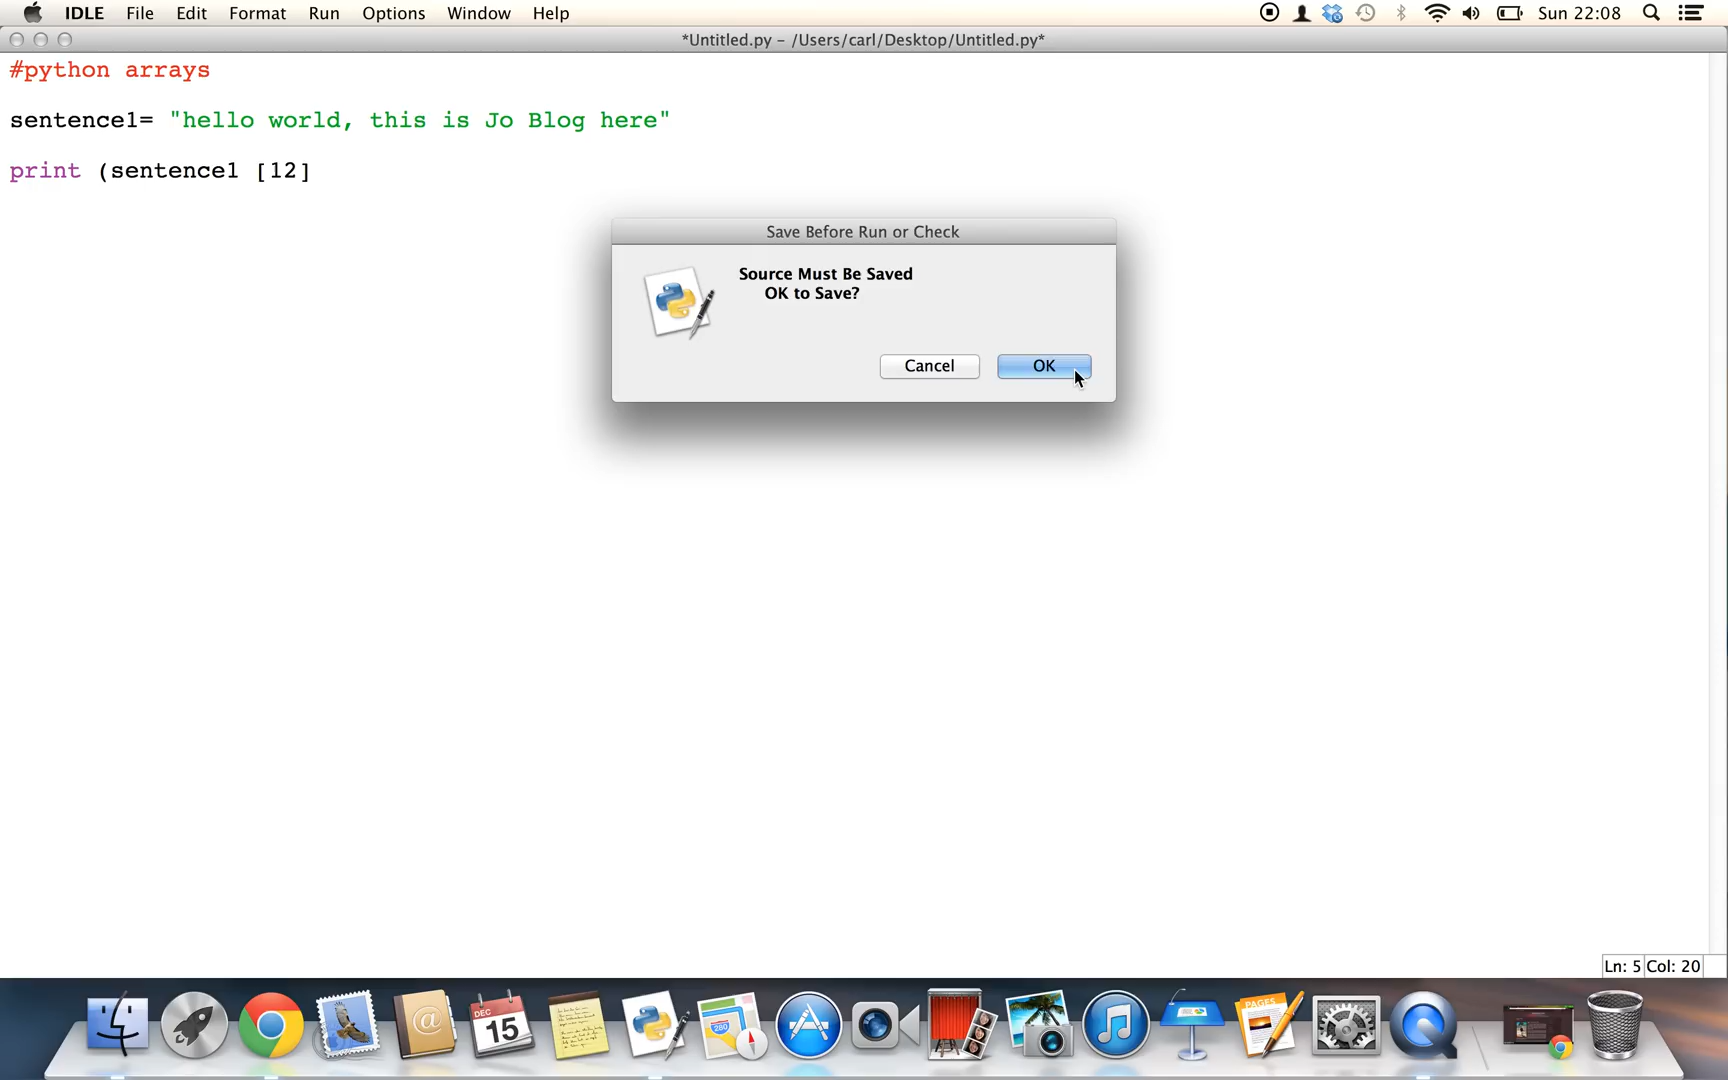 IDLE File Edit Format Run Options Window Help Sun 22:08
*Untitled.py – /Users/carl/Desktop/Untitled.py*
#python arrays
sentence1= "hello world, this is Jo Blog here"
print (sentence1 [12]
Save Before Run or Check
Source Must Be Saved
OK to Save?
Cancel OK
Ln: 5 Col: 20
DEC
15
280
PAGES